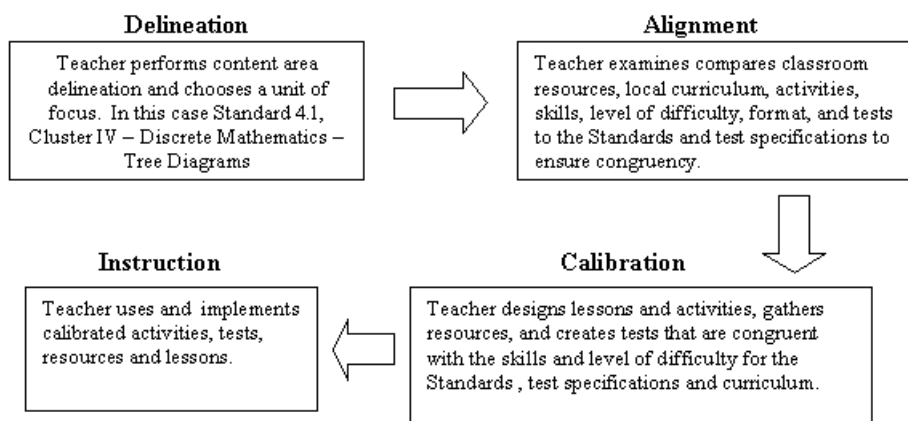 Delineation
Teacher performs content area
delineation and chooses a unit of
focus.  In this case Standard 4.1,
Cluster IV – Discrete Mathematics –
Tree Diagrams
Alignment
Teacher examines compares classroom
resources, local curriculum, activities,
skills, level of difficulty, format, and tests
to the Standards and test specifications to
ensure congruency.
Instruction
Teacher uses and  implements
calibrated activities, tests,
resources and lessons.
Calibration
Teacher designs lessons and activities, gathers
resources, and creates tests that are congruent
with the skills and level of difficulty for the
Standards , test specifications and curriculum.